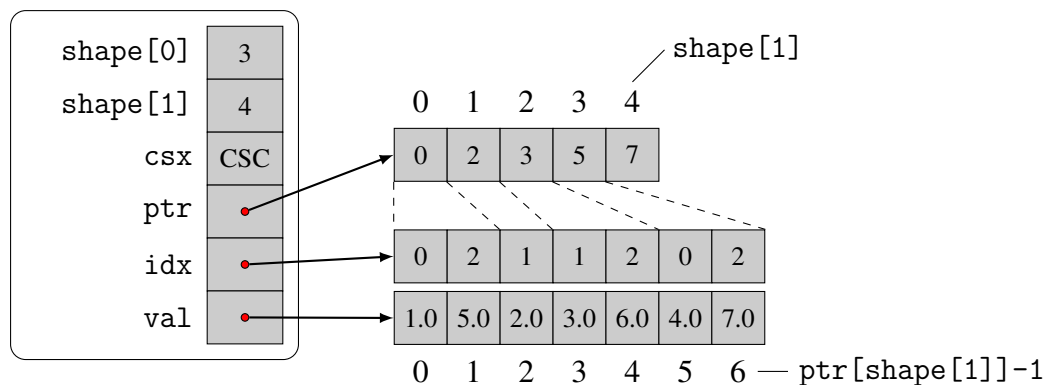 shape[0] 3
shape[1] 4
csx CSC
ptr
idx
val
shape[1]
0 1 2 3 4
0 2 3 5 7
0 2 1 1 2 0 2
1.0 5.0 2.0 3.0 6.0 4.0 7.0
0 1 2 3 4 5 6 ptr[shape[1]]-1